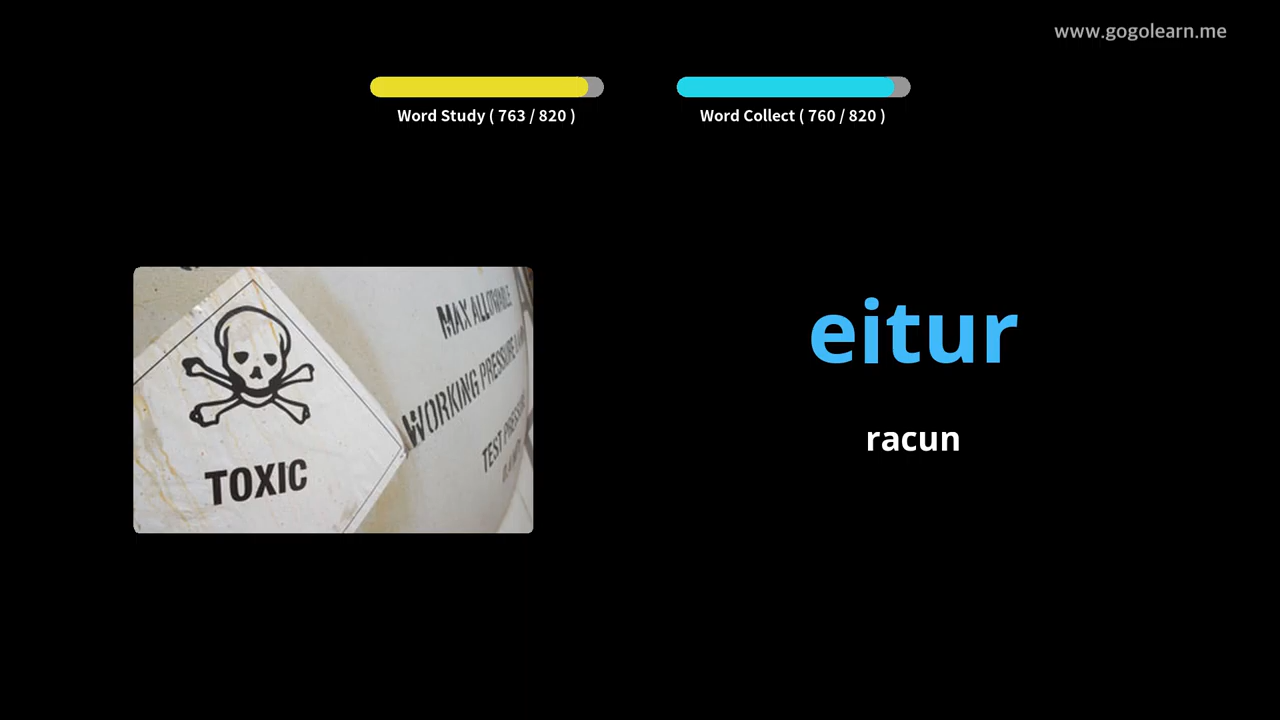 www.gogolearn.me
Word Study ( 763 / 820 )
Word Collect ( 760 / 820 )
eitur
racun
TOXIC
MAX ALLOWABLE
WORKING PRESSURE
TEST PRESSURE